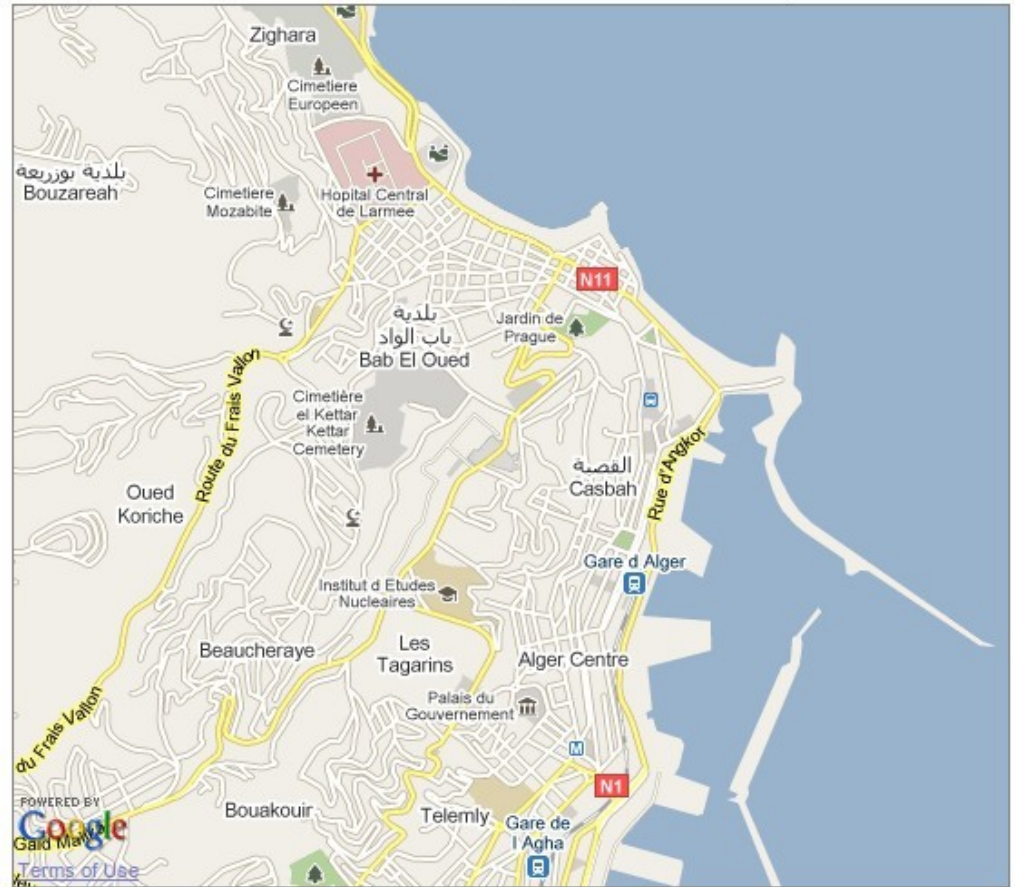 Zighara
Cimetiere
Europeen
بلدية بوزريعة
Bouzareah
Cimetiere
Mozabite
Hopital Central
de Larmee
N11
بلدية
باب الواد
Bab El Oued
Jardin de
Prague
Route du Frais Vallon
Cimetière
el Kettar
Kettar
Cemetery
القصبة
Casbah
Rue d'Angkor
Oued
Koriche
Gare d Alger
Institut d Etudes
Nucleaires
Beaucheraye
Les
Tagarins
Alger Centre
Palais du
Gouvernement
du Frais Vallon
M
N1
POWERED BY
Google
Bouakouir
Telemly
Gare de
l Agha
Terms of Use